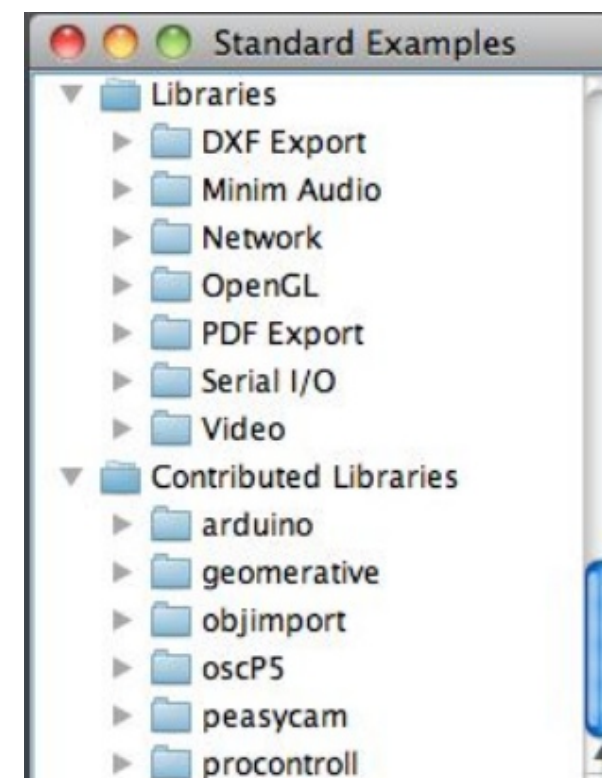 Standard Examples
Libraries
DXF Export
Minim Audio
Network
OpenGL
PDF Export
Serial I/O
Video
Contributed Libraries
arduino
geomerative
objimport
oscP5
peasycam
procontroll